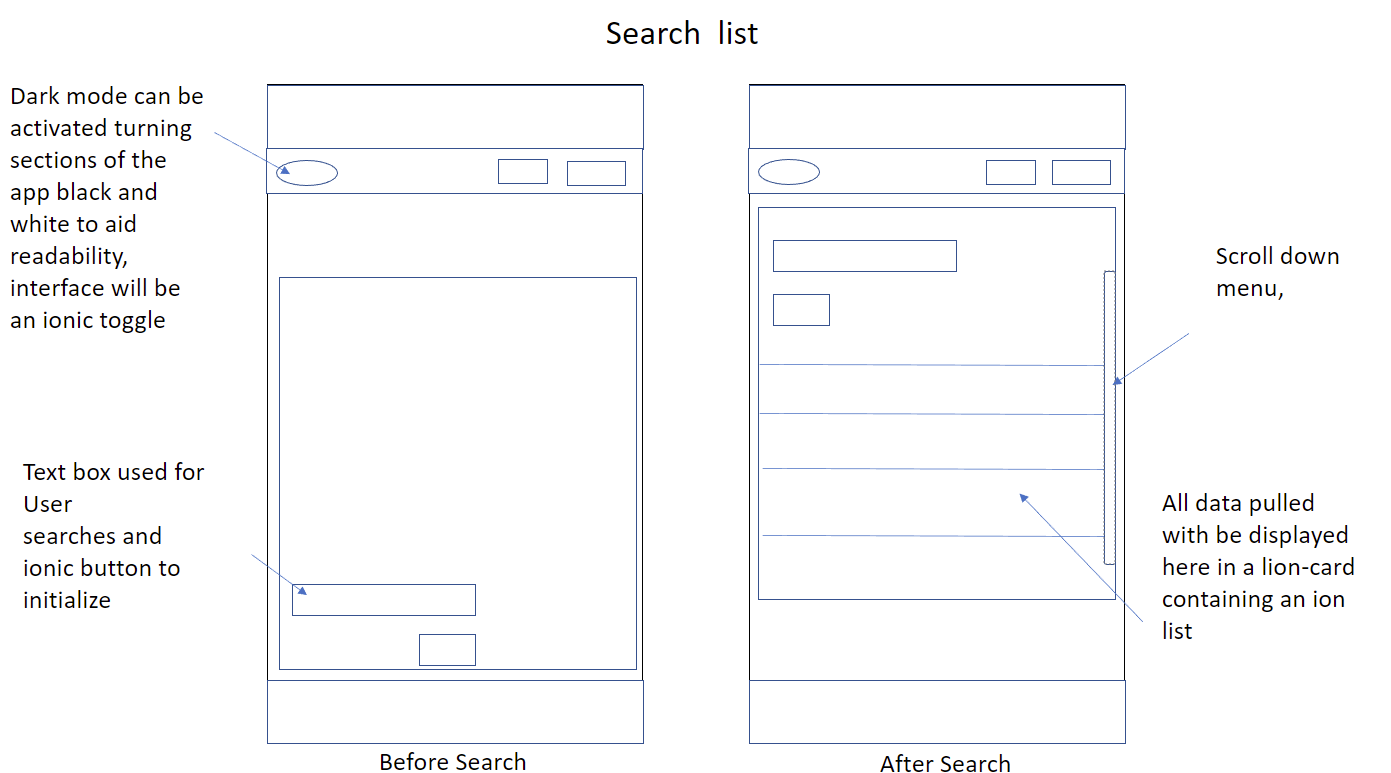 Search list
Dark mode can be
activated turning
sections of the
app black and
white to aid
readability,
interface will be
an ionic toggle
Text box used for
User
searches and
ionic button to
initialize
Before Search
Scroll down
menu,
All data pulled
with be displayed
here in a lion-card
containing an ion
list
After Search